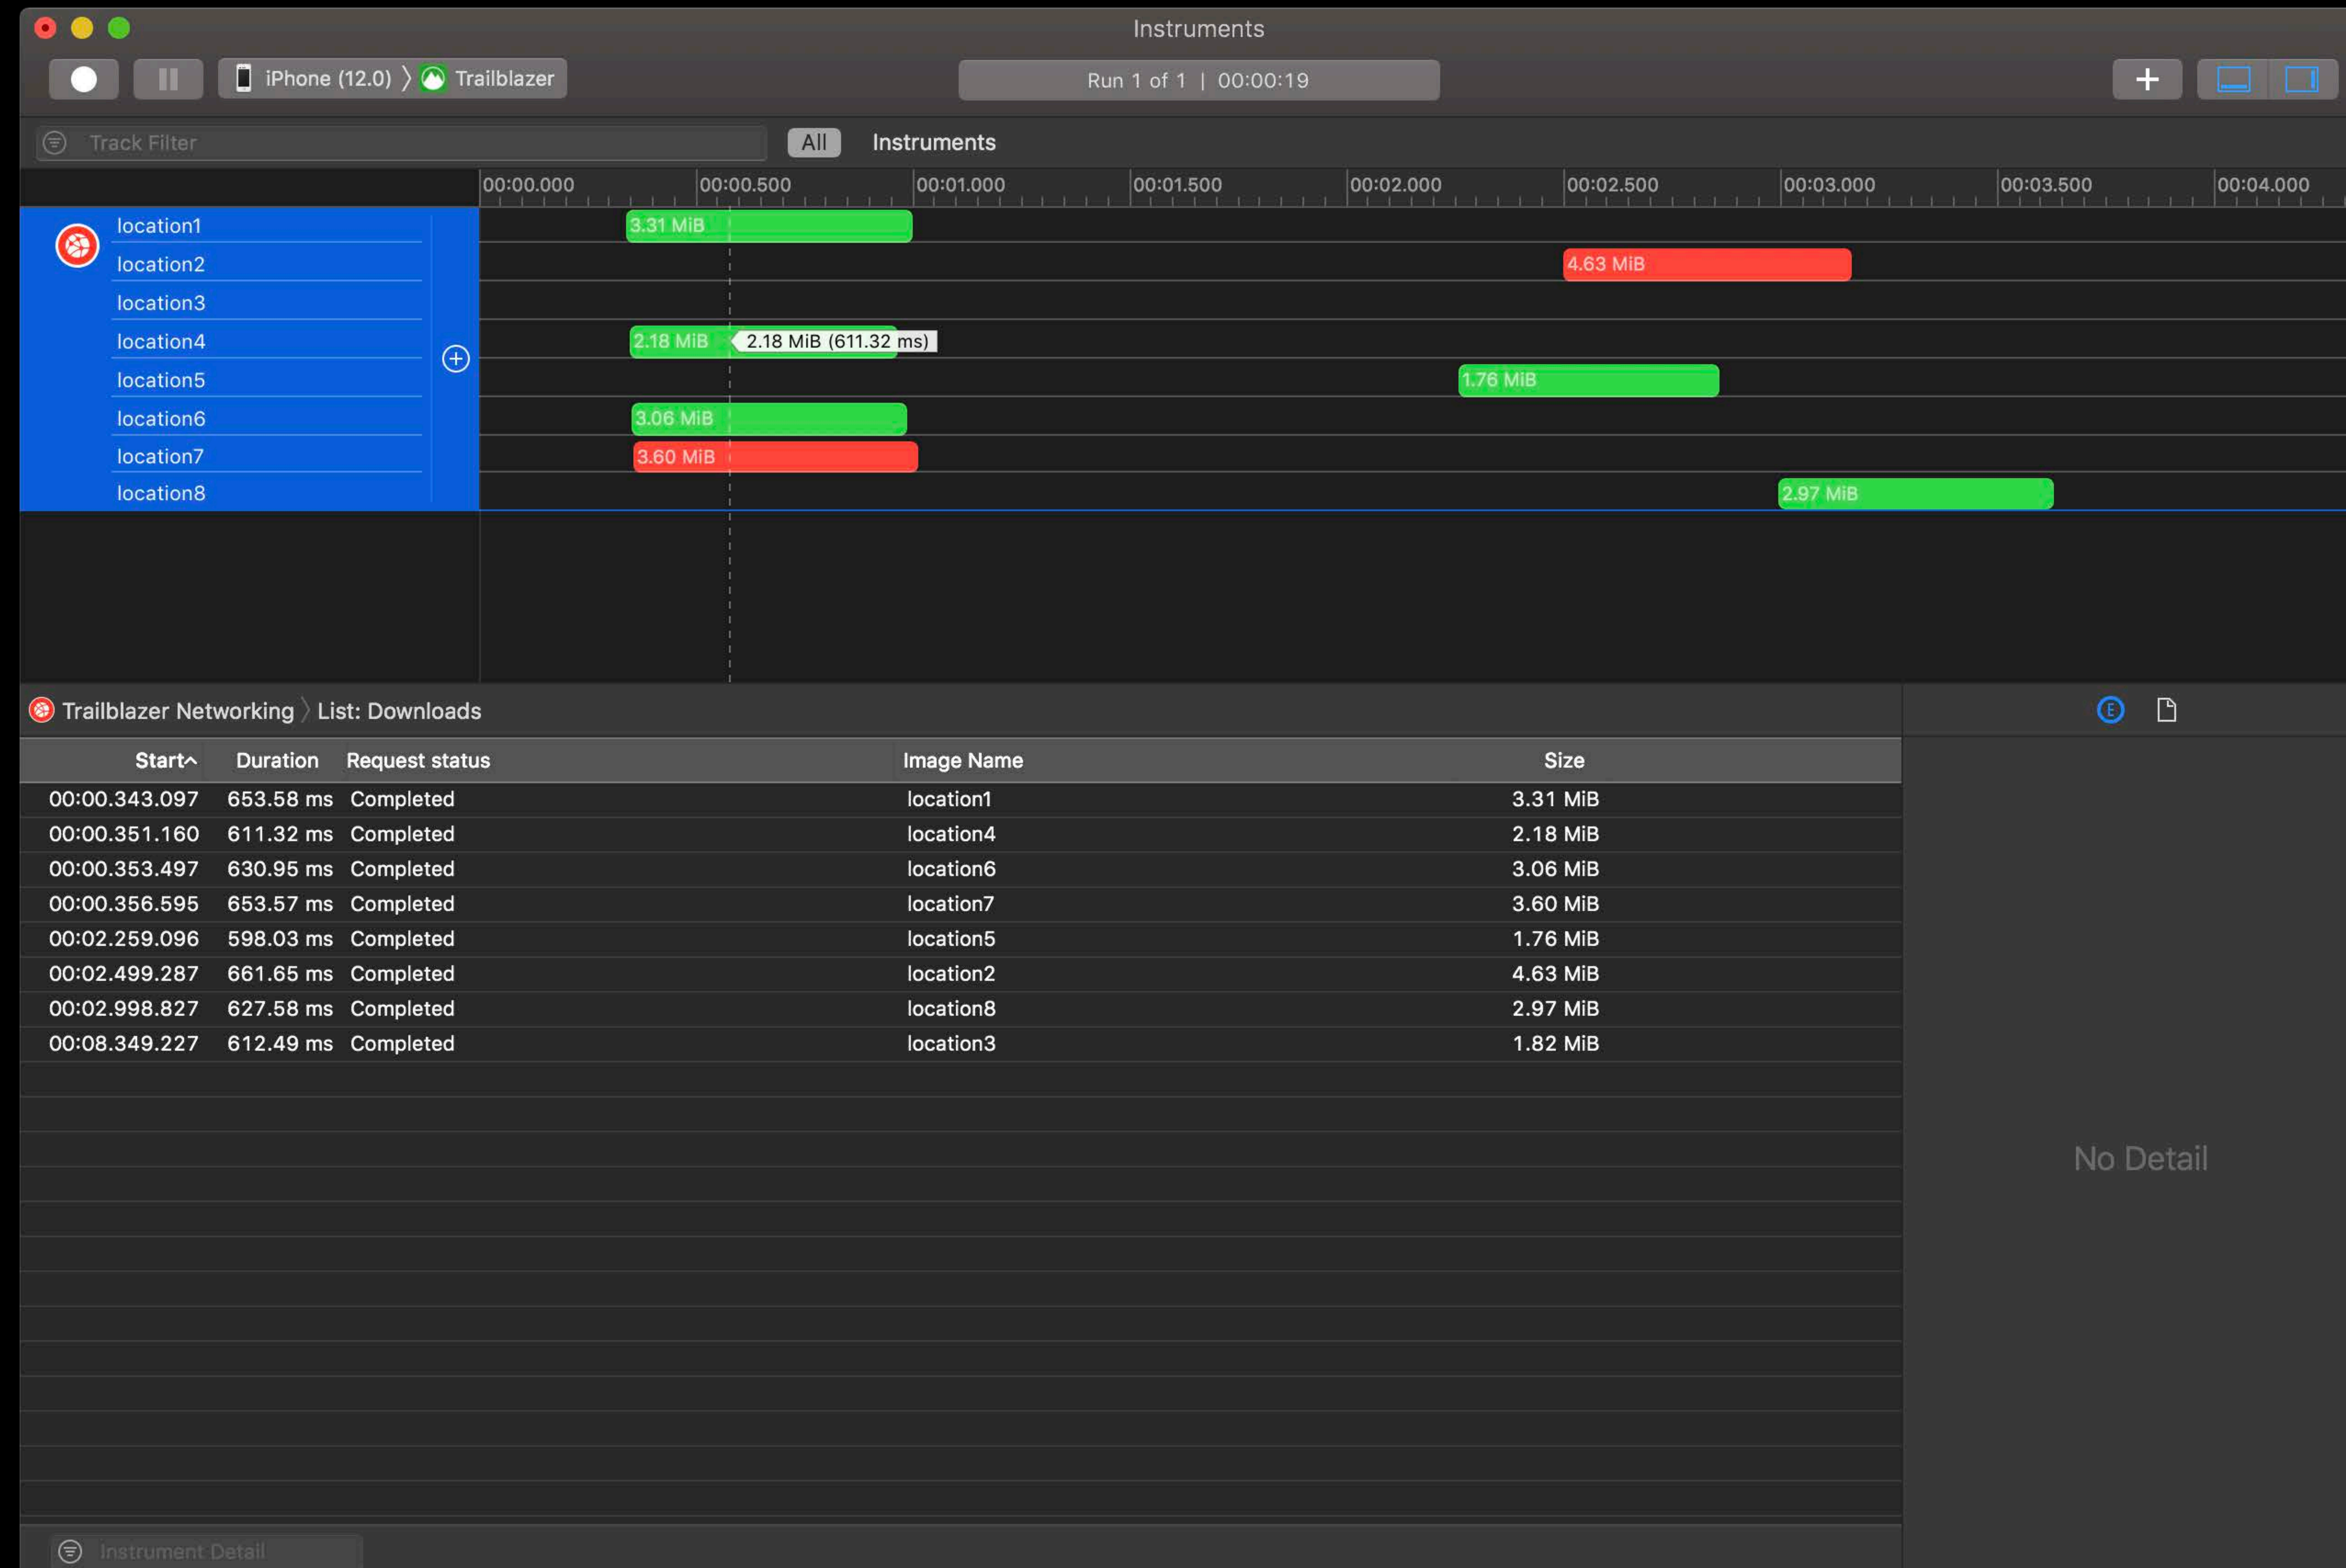 Instruments
iPhone (12.0) 〉 Trailblazer
Run 1 of 1 | 00:00:19
+
Track Filter
All Instruments
00:00.000 00:00.500 00:01.000 00:01.500 00:02.000 00:02.500 00:03.000 00:03.500 00:04.000
location1 3.31 MiB
location2 4.63 MiB
location3
location4 2.18 MiB 2.18 MiB (611.32 ms)
location5 1.76 MiB
location6 3.06 MiB
location7 3.60 MiB
location8 2.97 MiB
Trailblazer Networking 〉 List: Downloads
E
Start Duration Request status Image Name Size
00:00.343.097 653.58 ms Completed location1 3.31 MiB
00:00.351.160 611.32 ms Completed location4 2.18 MiB
00:00.353.497 630.95 ms Completed location6 3.06 MiB
00:00.356.595 653.57 ms Completed location7 3.60 MiB
00:02.259.096 598.03 ms Completed location5 1.76 MiB
00:02.499.287 661.65 ms Completed location2 4.63 MiB
00:02.998.827 627.58 ms Completed location8 2.97 MiB
00:08.349.227 612.49 ms Completed location3 1.82 MiB
No Detail
Instrument Detail